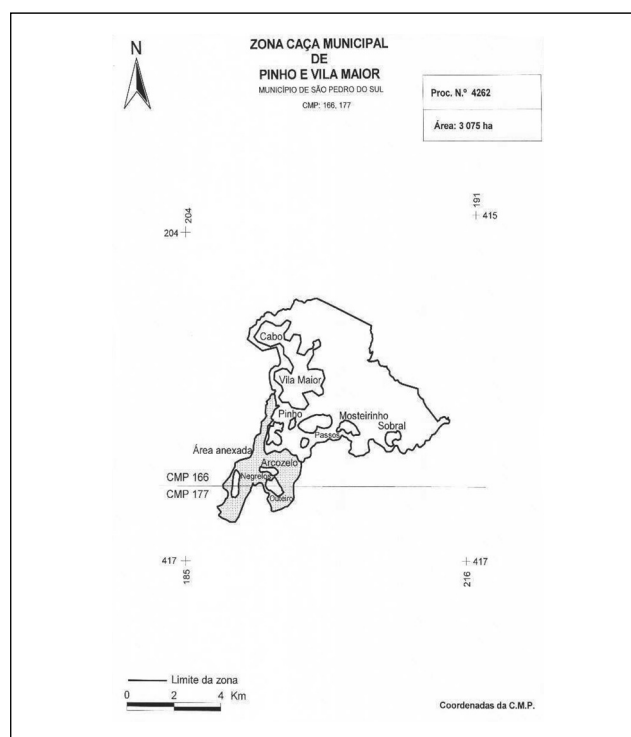 N
ZONA CAÇA MUNICIPAL
DE
PINHO E VILA MAIOR
MUNICÍPIO DE SÃO PEDRO DO SUL
CMP: 166, 177
Proc. N.º 4262
Área: 3 075 ha
204
204
191
415
Cabo
Vila Maior
Pinho
Mosteirinho
Passos
Sobral
Área anexada
Arcozelo
Negrelos
Outeiro
CMP 166
CMP 177
417
185
417
216
Limite da zona
0 2 4 Km
Coordenadas da C.M.P.